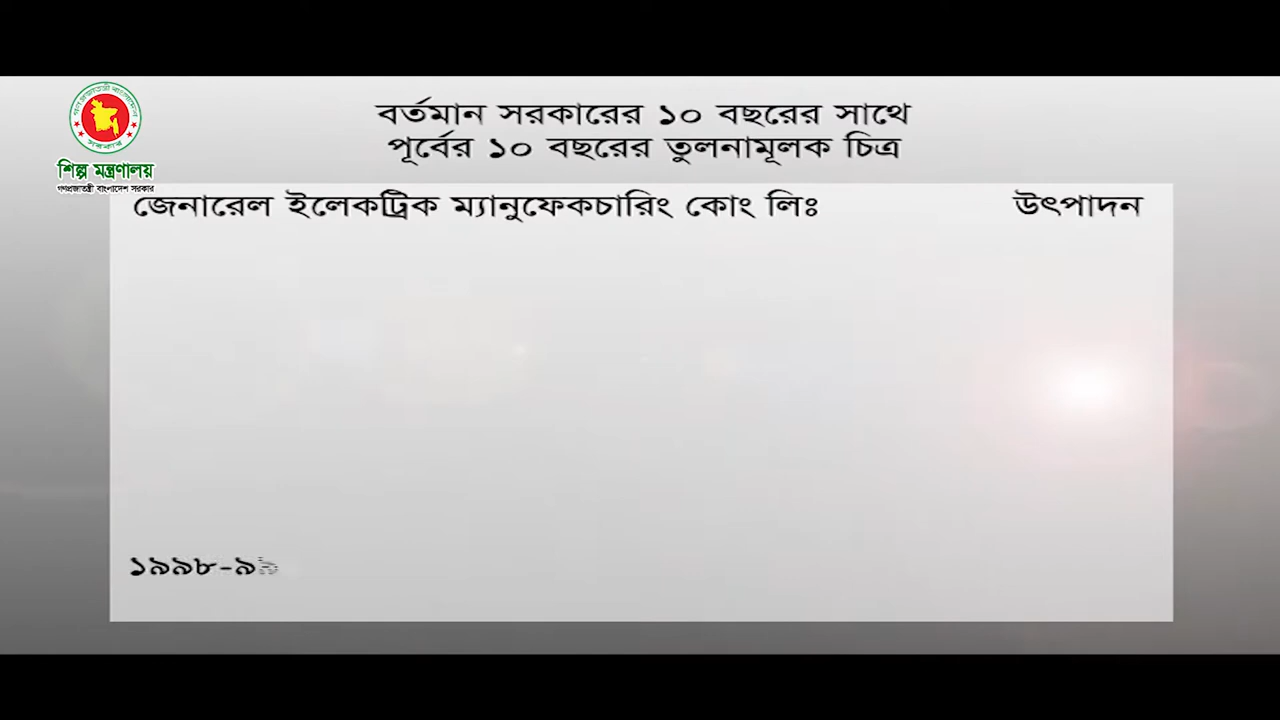 বর্তমান সরকারের ১০ বছরের সাথে
পূর্বের ১০ বছরের তুলনামূলক চিত্র
শিল্প মন্ত্রণালয়
গণপ্রজাতন্ত্রী বাংলাদেশ সরকার
জেনারেল ইলেকট্রিক ম্যানুফেকচারিং কোং লিঃ
উৎপাদন
১৯৯৮-৯৯